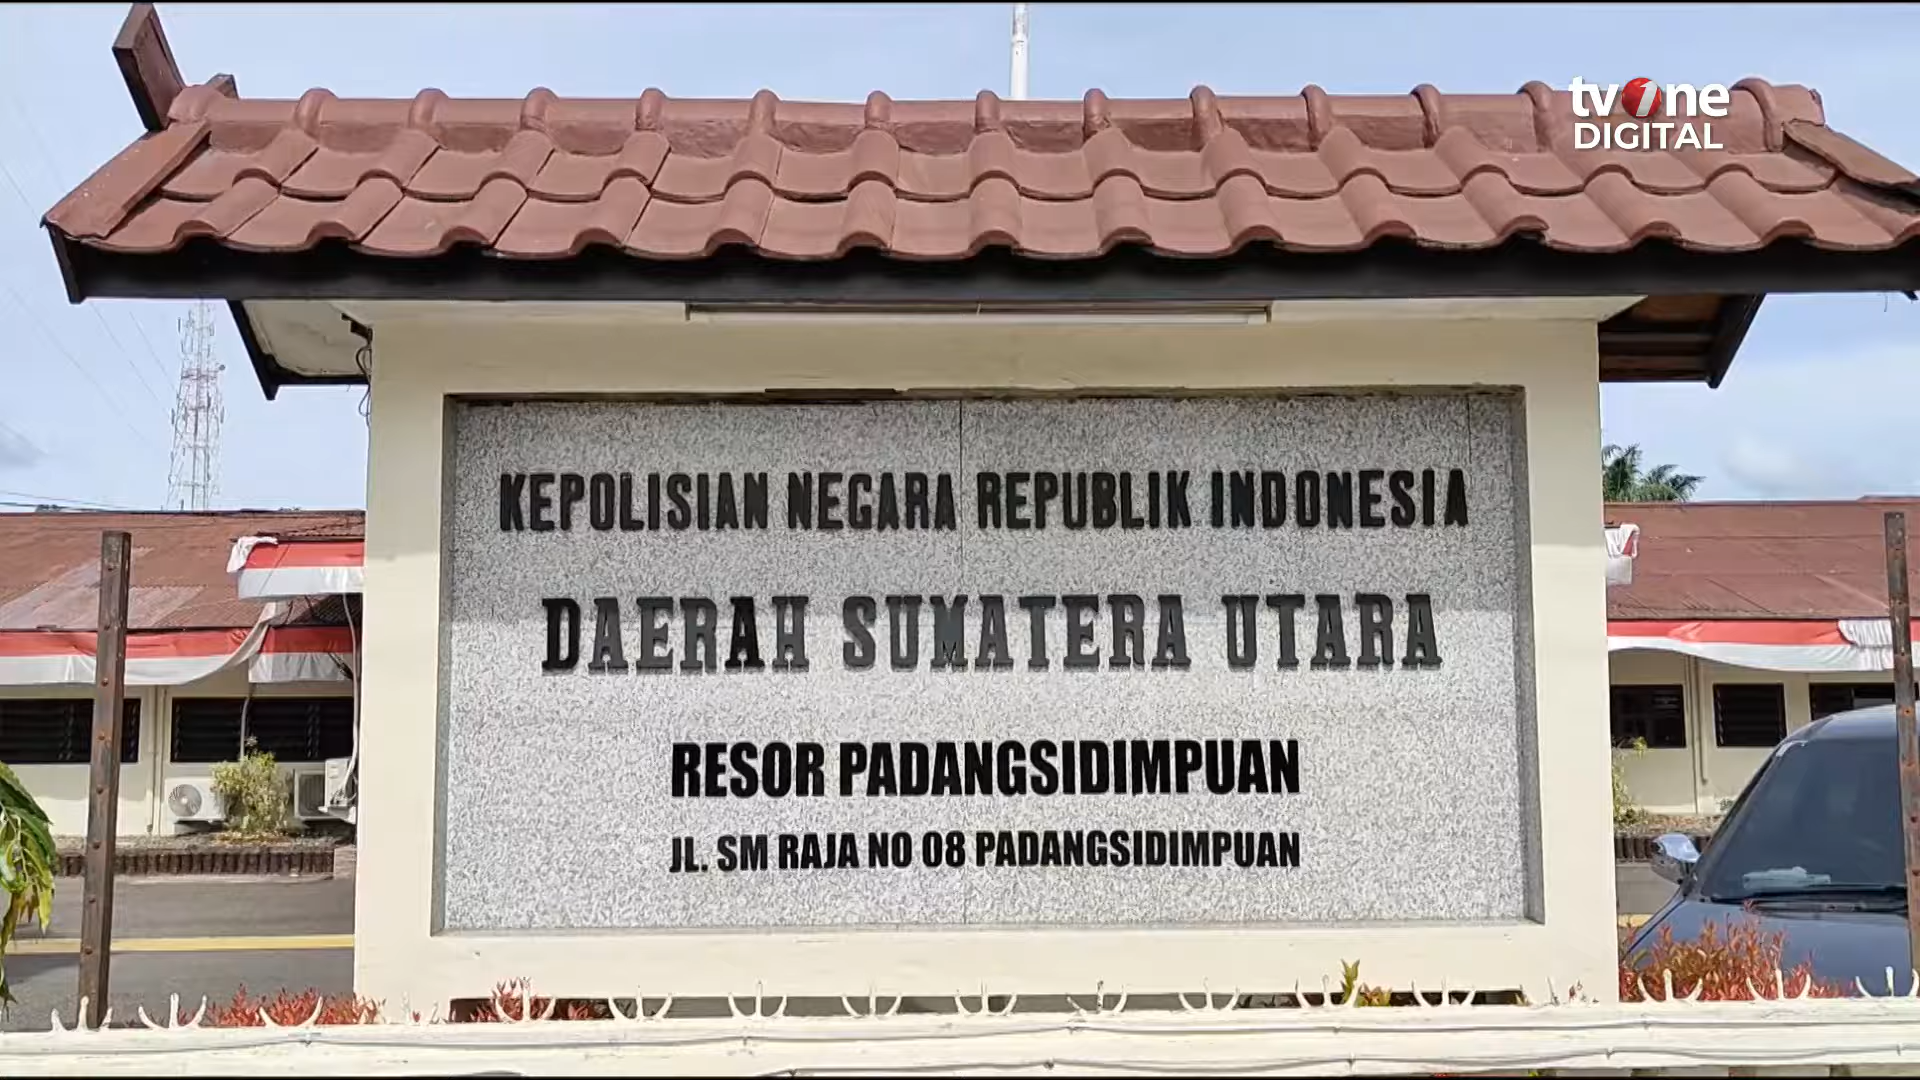 tvOne
DIGITAL
KEPOLISIAN NEGARA REPUBLIK INDONESIA
DAERAH SUMATERA UTARA
RESOR PADANGSIDIMPUAN
JL. SM RAJA NO 08 PADANGSIDIMPUAN